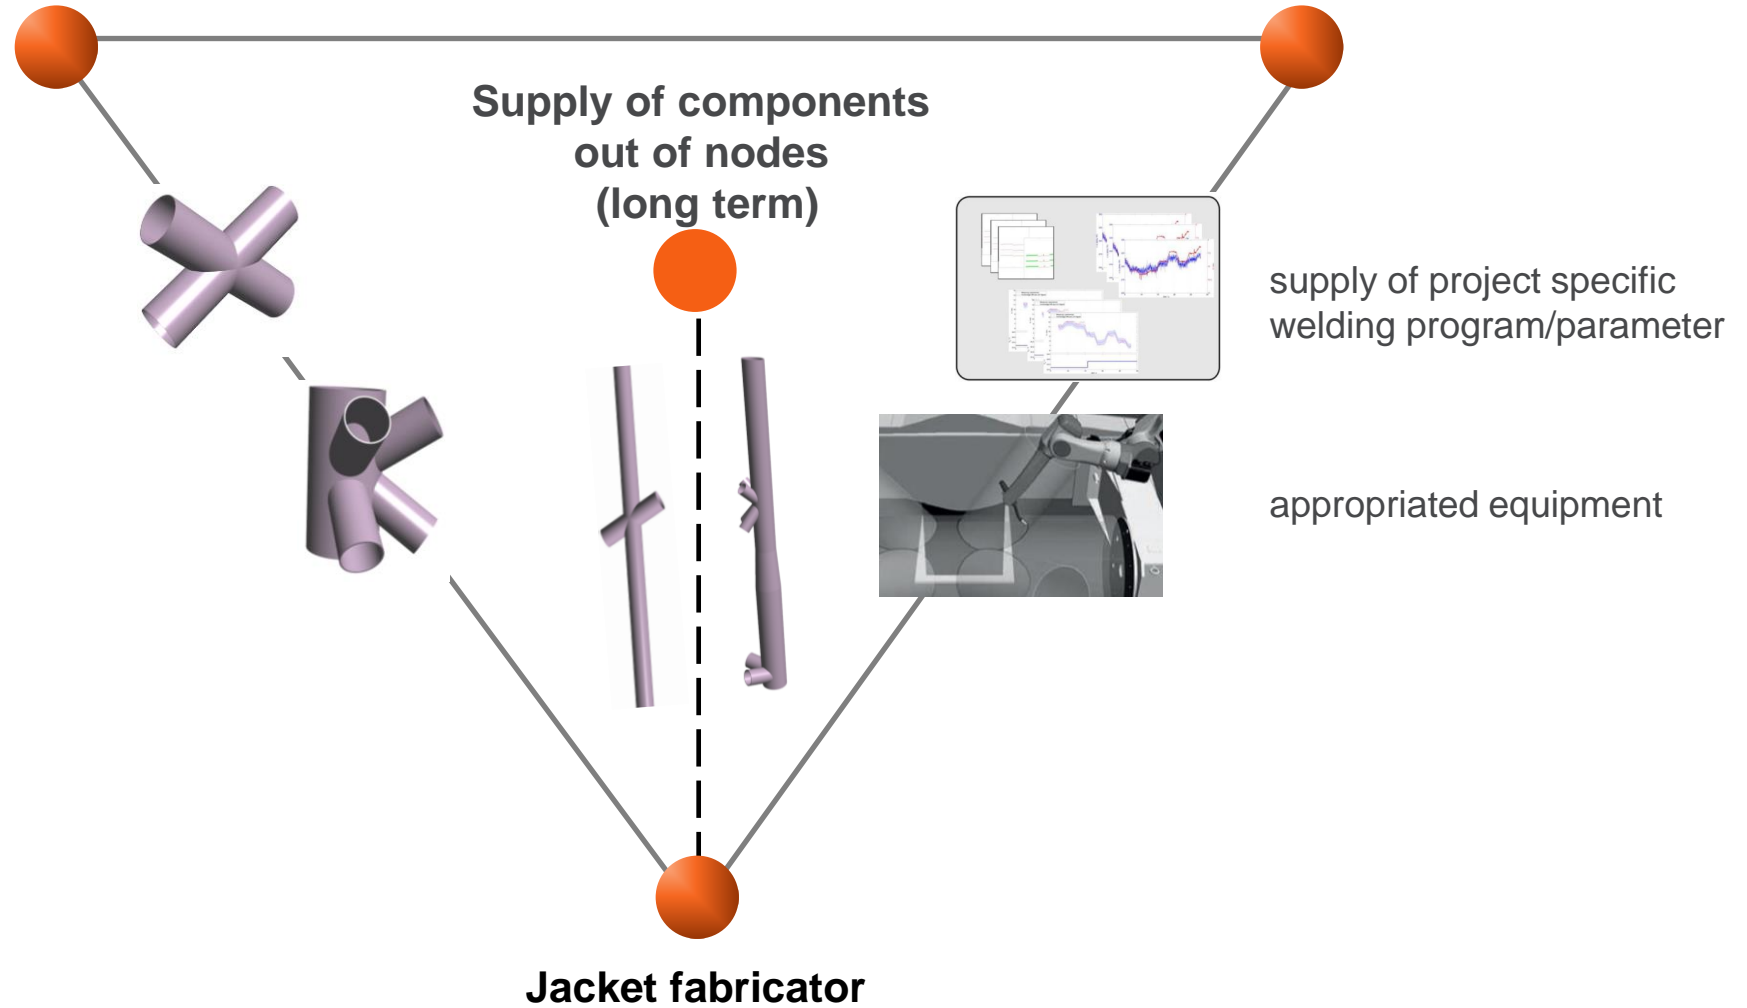 Supply of components
out of nodes
(long term)
supply of project specific
welding program/parameter
appropriated equipment
Jacket fabricator